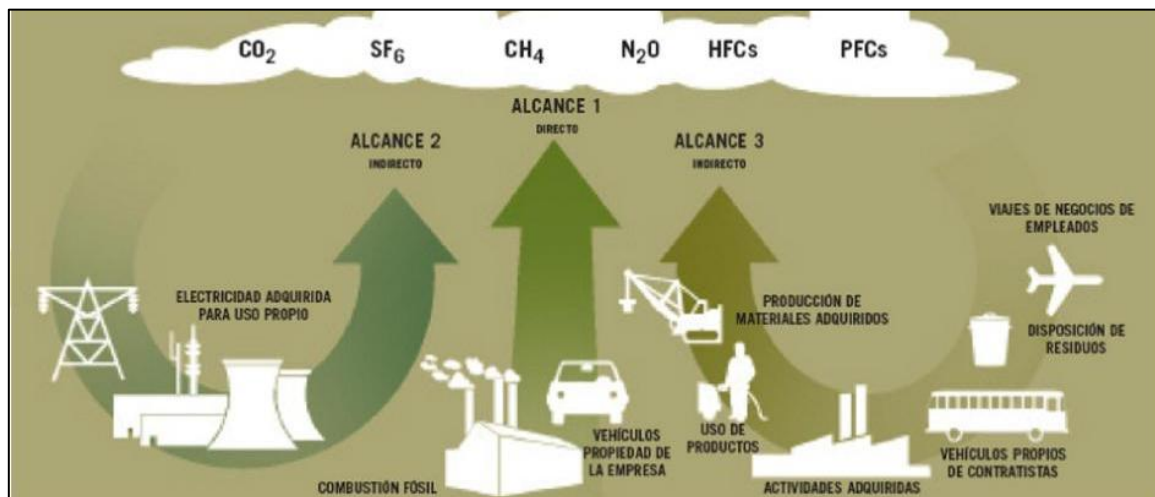 CO₂ SF₆ CH₄ N₂O HFCs PFCs
ALCANCE 1
DIRECTO
ALCANCE 2
INDIRECTO
ALCANCE 3
INDIRECTO
VIAJES DE NEGOCIOS DE
EMPLEADOS
ELECTRICIDAD ADQUIRIDA
PARA USO PROPIO
PRODUCCIÓN DE
MATERIALES ADQUIRIDOS
DISPOSICIÓN DE
RESIDUOS
VEHÍCULOS
PROPIEDAD DE
LA EMPRESA
USO DE
PRODUCTOS
VEHÍCULOS PROPIOS
DE CONTRATISTAS
COMBUSTIÓN FÓSIL
ACTIVIDADES ADQUIRIDAS